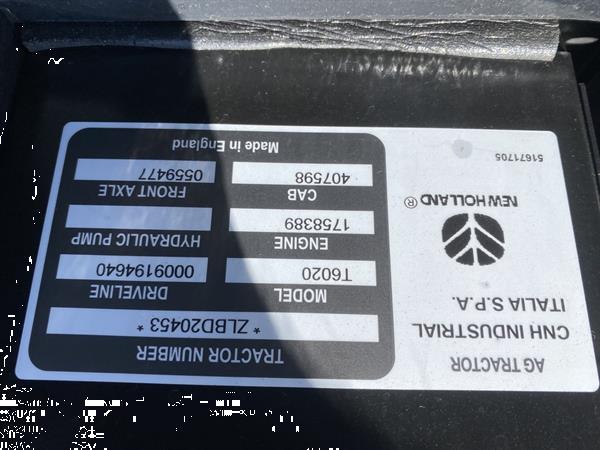 AG TRACTOR
CNH INDUSTRIAL
ITALIA S.P.A.
NEW HOLLAND ®
51671705
TRACTOR NUMBER
* ZLBD20453 *
MODEL DRIVELINE
T6020 0009194640
ENGINE HYDRAULIC PUMP
1758389
CAB FRONT AXLE
407598 0559477
Made in England